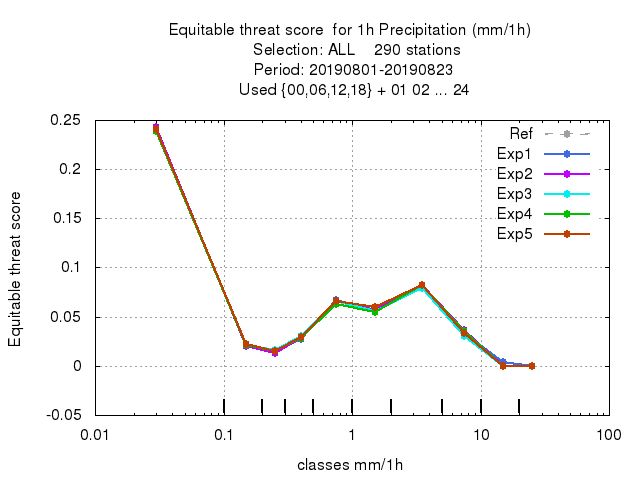 Equitable threat score  for 1h Precipitation (mm/1h)
Selection: ALL    290 stations
Period: 20190801-20190823
Used {00,06,12,18} + 01 02 ... 24
Equitable threat score
0.25
0.2
0.15
0.1
0.05
0
-0.05
Ref
Exp1
Exp2
Exp3
Exp4
Exp5
0.01 0.1 1 10 100
classes mm/1h